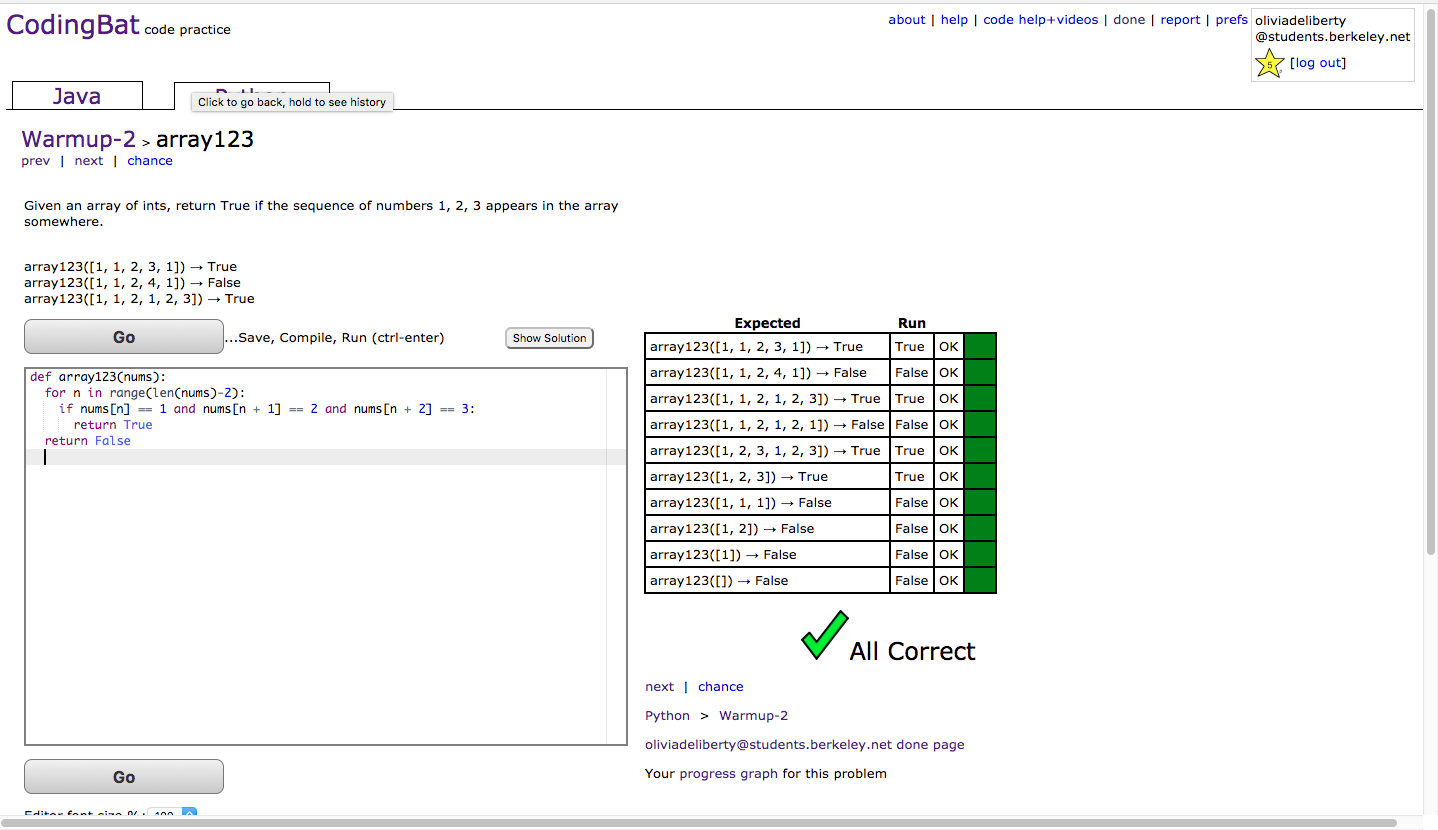 CodingBat code practice
about | help | code help+videos | done | report | prefs
oliviadeliberty
@students.berkeley.net
5 [log out]
Java
Click to go back, hold to see history
Warmup-2 > array123
prev | next | chance
Given an array of ints, return True if the sequence of numbers 1, 2, 3 appears in the array
somewhere.
array123([1, 1, 2, 3, 1]) → True
array123([1, 1, 2, 4, 1]) → False
array123([1, 1, 2, 1, 2, 3]) → True
Go ...Save, Compile, Run (ctrl-enter) Show Solution
def array123(nums):
  for n in range(len(nums)-2):
    if nums[n] == 1 and nums[n + 1] == 2 and nums[n + 2] == 3:
      return True
  return False
Go
Editor font size %: 100
Expected Run
array123([1, 1, 2, 3, 1]) → True True OK
array123([1, 1, 2, 4, 1]) → False False OK
array123([1, 1, 2, 1, 2, 3]) → True True OK
array123([1, 1, 2, 1, 2, 1]) → False False OK
array123([1, 2, 3, 1, 2, 3]) → True True OK
array123([1, 2, 3]) → True True OK
array123([1, 1, 1]) → False False OK
array123([1, 2]) → False False OK
array123([1]) → False False OK
array123([]) → False False OK
All Correct
next | chance
Python > Warmup-2
oliviadeliberty@students.berkeley.net done page
Your progress graph for this problem